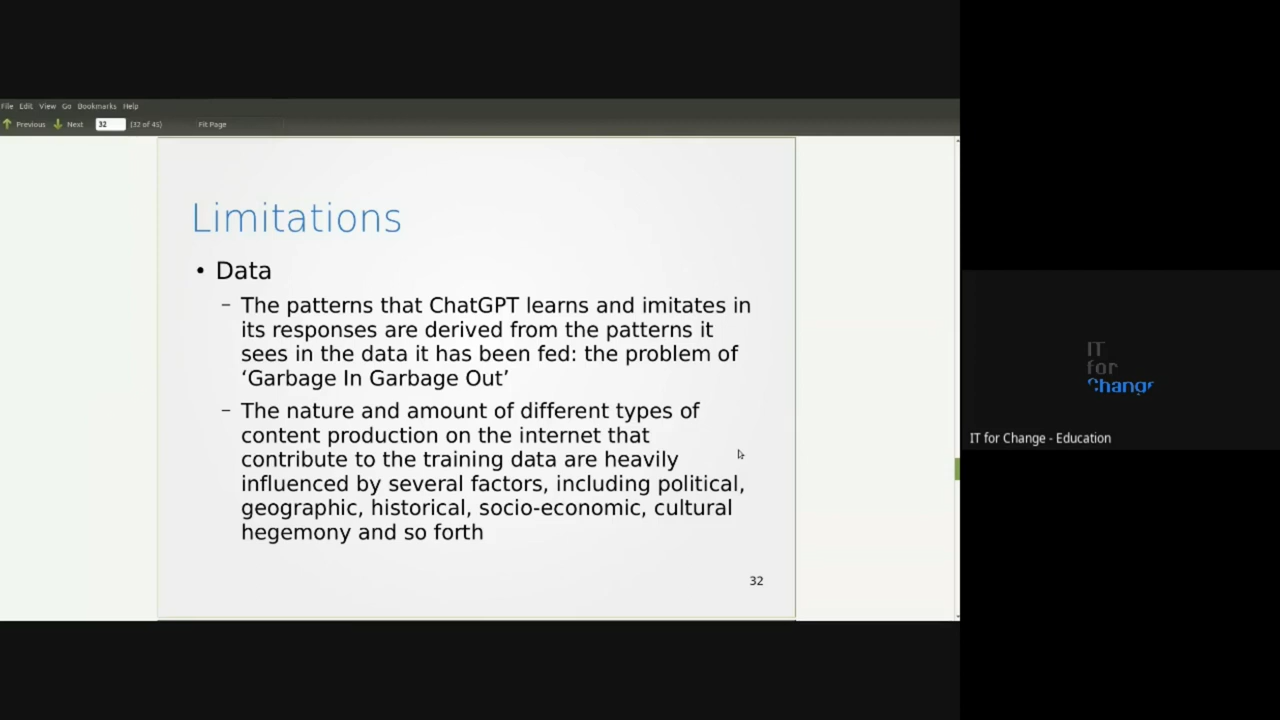 File Edit View Go Bookmarks Help
Previous Next 32 (32 of 45) Fit Page
Limitations
• Data
– The patterns that ChatGPT learns and imitates in
its responses are derived from the patterns it
sees in the data it has been fed: the problem of
‘Garbage In Garbage Out’
– The nature and amount of different types of
content production on the internet that
contribute to the training data are heavily
influenced by several factors, including political,
geographic, historical, socio-economic, cultural
hegemony and so forth
32
IT
for
Change
IT for Change - Education